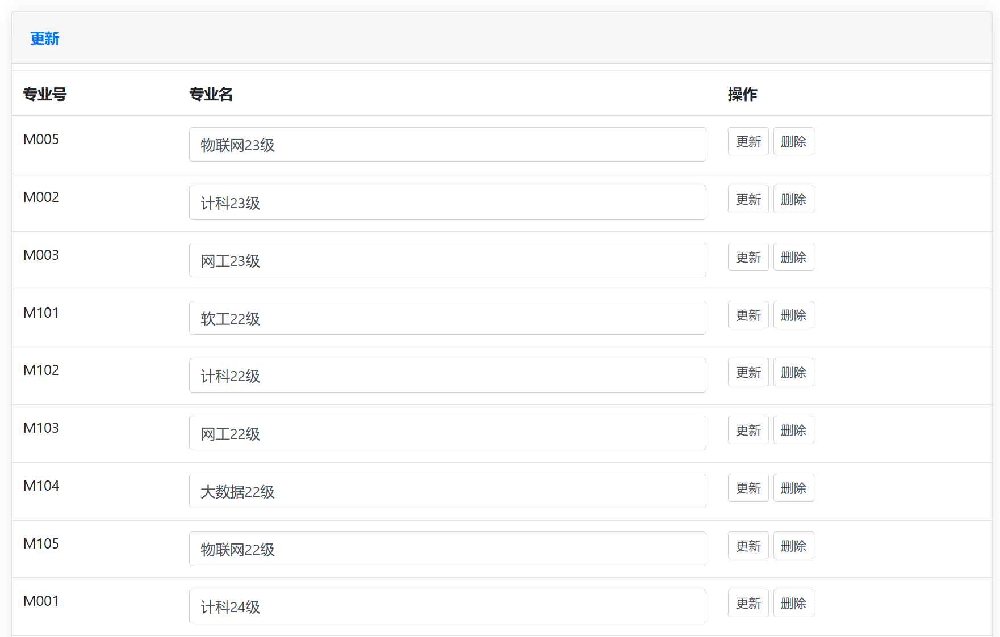 更新
专业号 专业名 操作
M005 物联网23级 更新 删除
M002 计科23级 更新 删除
M003 网工23级 更新 删除
M101 软工22级 更新 删除
M102 计科22级 更新 删除
M103 网工22级 更新 删除
M104 大数据22级 更新 删除
M105 物联网22级 更新 删除
M001 计科24级 更新 删除